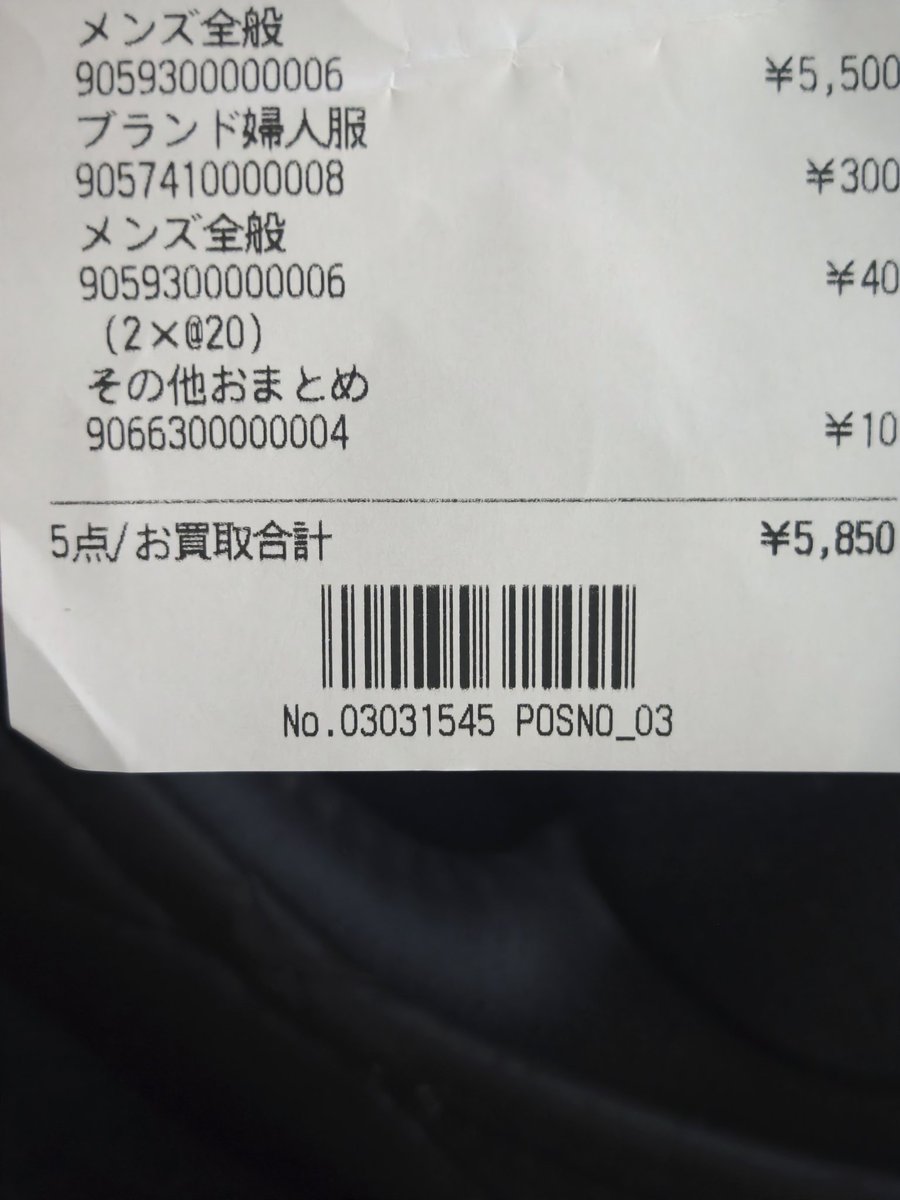 メンズ全般
9059300000006 ¥5,500
ブランド婦人服
9057410000008 ¥300
メンズ全般
9059300000006 ¥40
(2×@20)
その他おまとめ
9066300000004 ¥10
5点/お買取合計 ¥5,850
No.03031545 POSNO_03